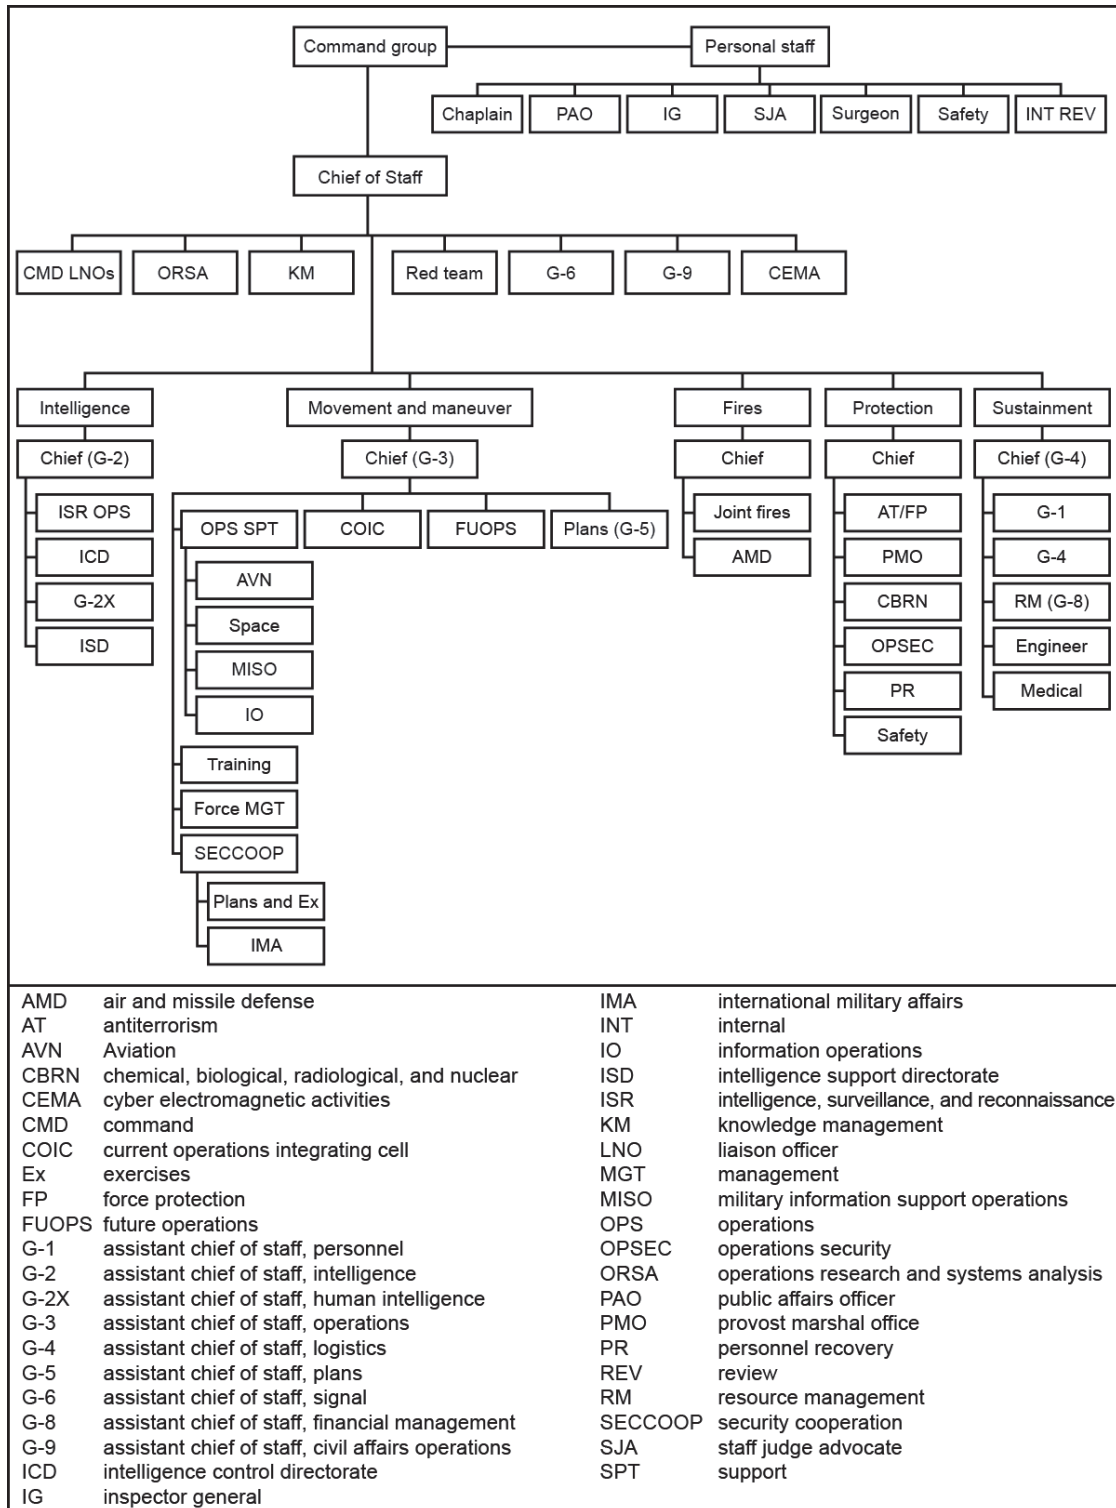 Command group
Personal staff
Chaplain
PAO
IG
SJA
Surgeon
Safety
INT REV
Chief of Staff
CMD LNOs
ORSA
KM
Red team
G-6
G-9
CEMA
Intelligence
Movement and maneuver
Fires
Protection
Sustainment
Chief (G-2)
Chief (G-3)
Chief
Chief
Chief (G-4)
ISR OPS
ICD
G-2X
ISD
OPS SPT
COIC
FUOPS
Plans (G-5)
AVN
Space
MISO
IO
Training
Force MGT
SECCOOP
Plans and Ex
IMA
Joint fires
AMD
AT/FP
PMO
CBRN
OPSEC
PR
Safety
G-1
G-4
RM (G-8)
Engineer
Medical
AMD air and missile defense
AT antiterrorism
AVN Aviation
CBRN chemical, biological, radiological, and nuclear
CEMA cyber electromagnetic activities
CMD command
COIC current operations integrating cell
Ex exercises
FP force protection
FUOPS future operations
G-1 assistant chief of staff, personnel
G-2 assistant chief of staff, intelligence
G-2X assistant chief of staff, human intelligence
G-3 assistant chief of staff, operations
G-4 assistant chief of staff, logistics
G-5 assistant chief of staff, plans
G-6 assistant chief of staff, signal
G-8 assistant chief of staff, financial management
G-9 assistant chief of staff, civil affairs operations
ICD intelligence control directorate
IG inspector general
IMA international military affairs
INT internal
IO information operations
ISD intelligence support directorate
ISR intelligence, surveillance, and reconnaissance
KM knowledge management
LNO liaison officer
MGT management
MISO military information support operations
OPS operations
OPSEC operations security
ORSA operations research and systems analysis
PAO public affairs officer
PMO provost marshal office
PR personnel recovery
REV review
RM resource management
SECCOOP security cooperation
SJA staff judge advocate
SPT support